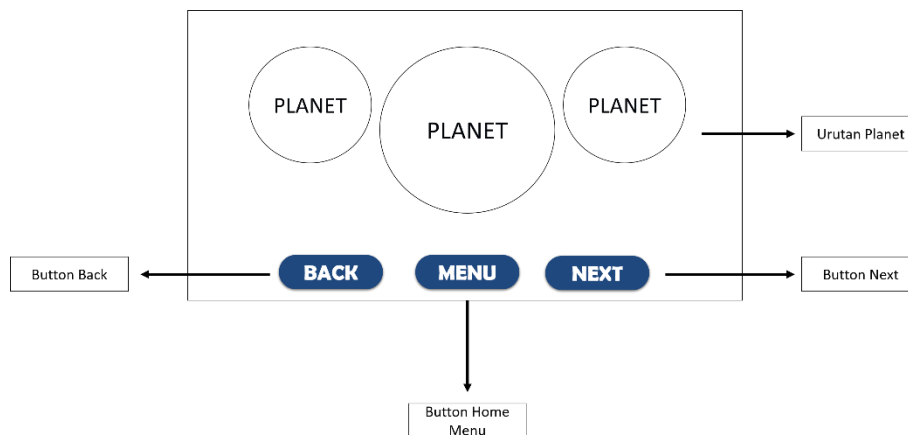 PLANET
PLANET
PLANET
Urutan Planet
Button Back
BACK
MENU
NEXT
Button Next
Button Home
Menu